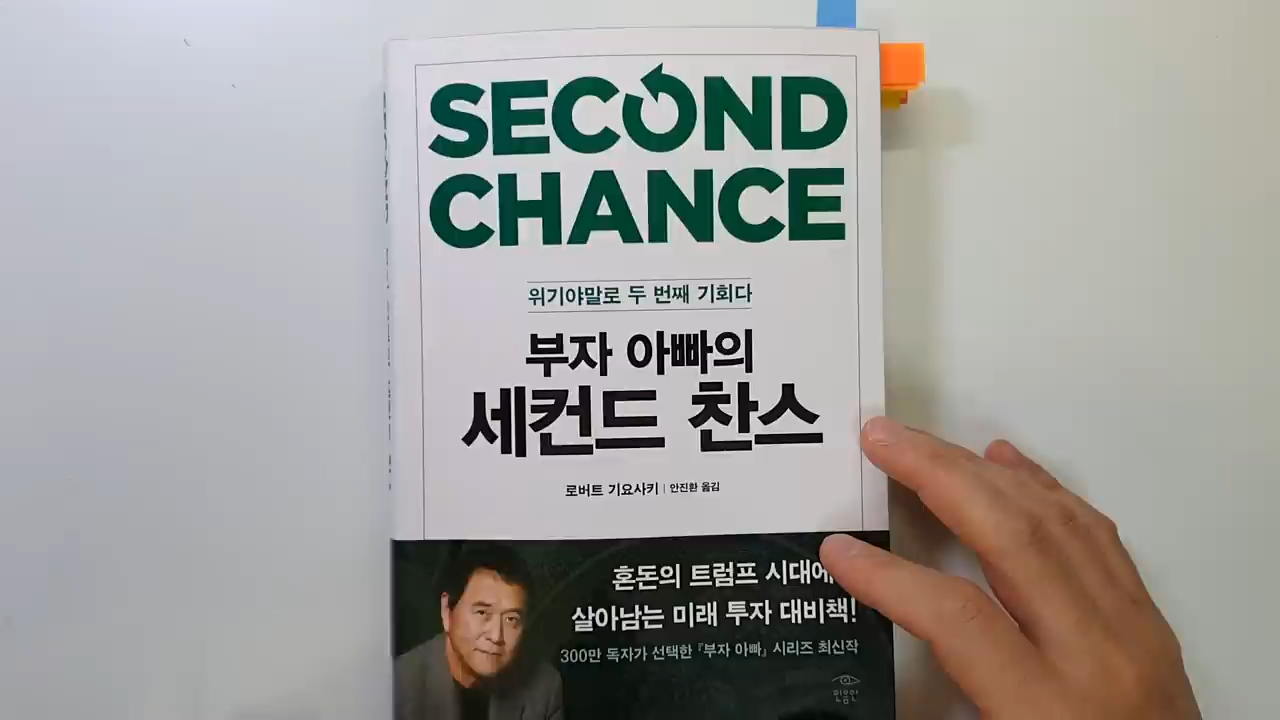 SECOND
CHANCE
위기야말로 두 번째 기회다
부자 아빠의
세컨드 찬스
로버트 기요사키 | 안진환 옮김
혼돈의 트럼프 시대에
살아남는 미래 투자 대비책!
300만 독자가 선택한 『부자 아빠』 시리즈 최신작
민음인